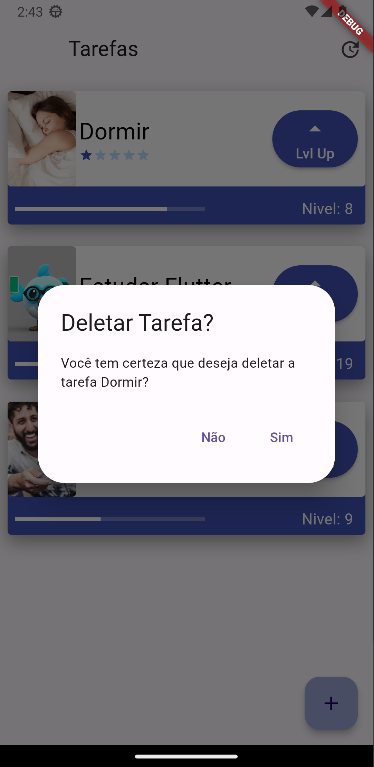 2:43
DEBUG
Tarefas
Dormir
Lvl Up
Nivel: 8
Estudar Flutter
Deletar Tarefa?
Você tem certeza que deseja deletar a
tarefa Dormir?
19
Não
Sim
Nivel: 9
+